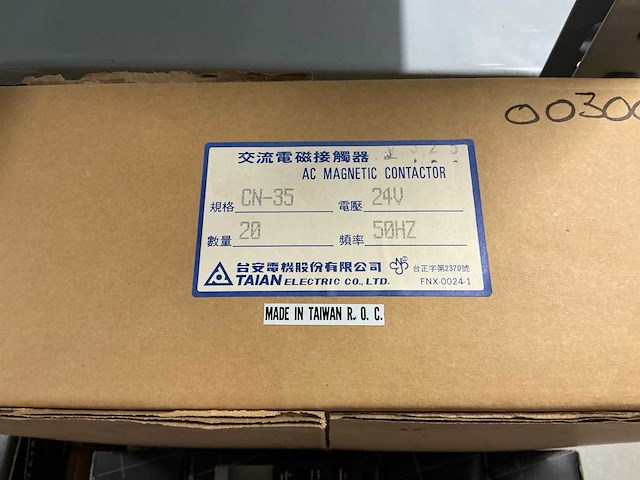 00300
交流電磁接觸器
AC MAGNETIC CONTACTOR
規格 CN-35 電壓 24V
數量 20 頻率 50HZ
台安電機股份有限公司 台正字第2370號
TAIAN ELECTRIC CO., LTD. FNX-0024-1
MADE IN TAIWAN R. O. C.